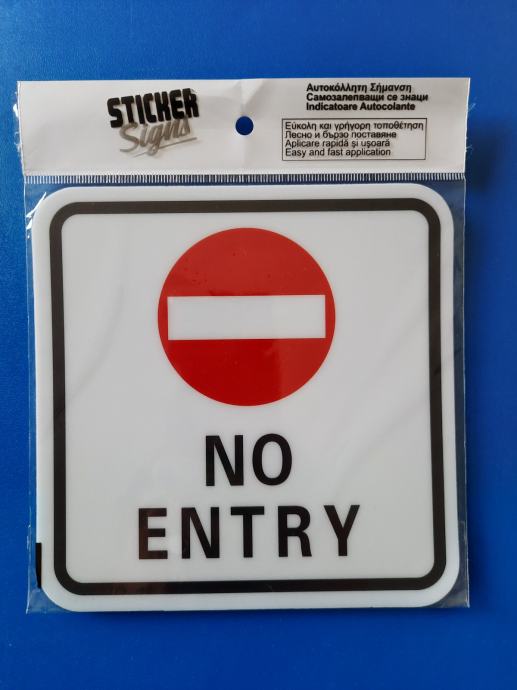 STICKER
Signs
Αυτοκόλλητη Σήμανση
Самозалепващи се знаци
Indicatoare Autocolante
Εύκολη και γρήγορη τοποθέτηση
Лесно и бързо поставяне
Aplicare rapidă și ușoară
Easy and fast application
NO
ENTRY